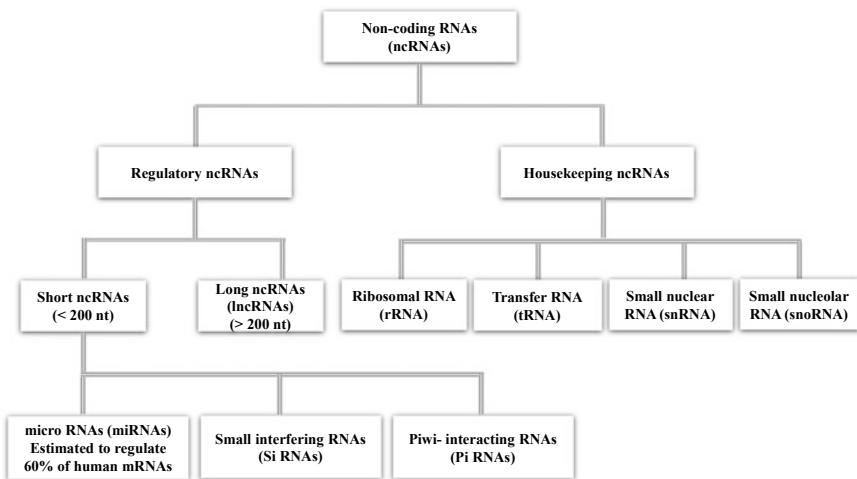 Non-coding RNAs
(ncRNAs)
Regulatory ncRNAs
Housekeeping ncRNAs
Short ncRNAs
(< 200 nt)
Long ncRNAs
(lncRNAs)
(> 200 nt)
Ribosomal RNA
(rRNA)
Transfer RNA
(tRNA)
Small nuclear
RNA (snRNA)
Small nucleolar
RNA (snoRNA)
micro RNAs (miRNAs)
Estimated to regulate
60% of human mRNAs
Small interfering RNAs
(Si RNAs)
Piwi- interacting RNAs
(Pi RNAs)